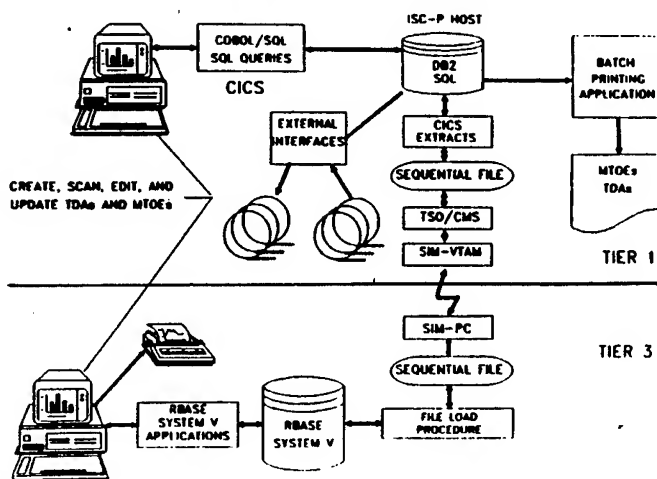 ISC-P HOST
COBOL/SQL
SQL QUERIES
CICS
DB2
SQL
BATCH
PRINTING
APPLICATION
EXTERNAL
INTERFACES
CICS
EXTRACTS
SEQUENTIAL FILE
MTOEs
TDAs
CREATE, SCAN, EDIT, AND
UPDATE TDAs AND MTOEs
TSO/CMS
SIM-VTAM
TIER 1
SIM-PC
TIER 3
SEQUENTIAL FILE
RBASE
SYSTEM V
APPLICATIONS
RBASE
SYSTEM V
FILE LOAD
PROCEDURE